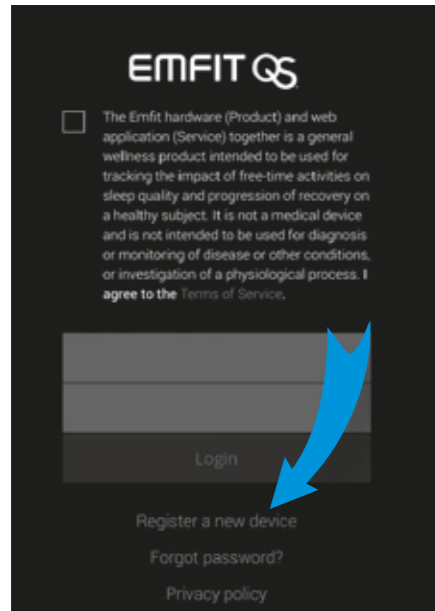 EMFIT QS
The Emfit hardware (Product) and web
application (Service) together is a general
wellness product intended to be used for
tracking the impact of free-time activities on
sleep quality and progression of recovery on
a healthy subject. It is not a medical device
and is not intended to be used for diagnosis
or monitoring of disease or other conditions,
or investigation of a physiological process. I
agree to the Terms of Service.
Login
Register a new device
Forgot password?
Privacy policy